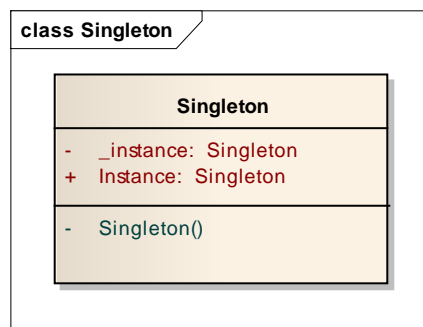 class Singleton
Singleton
- _instance: Singleton
+ Instance: Singleton
- Singleton()